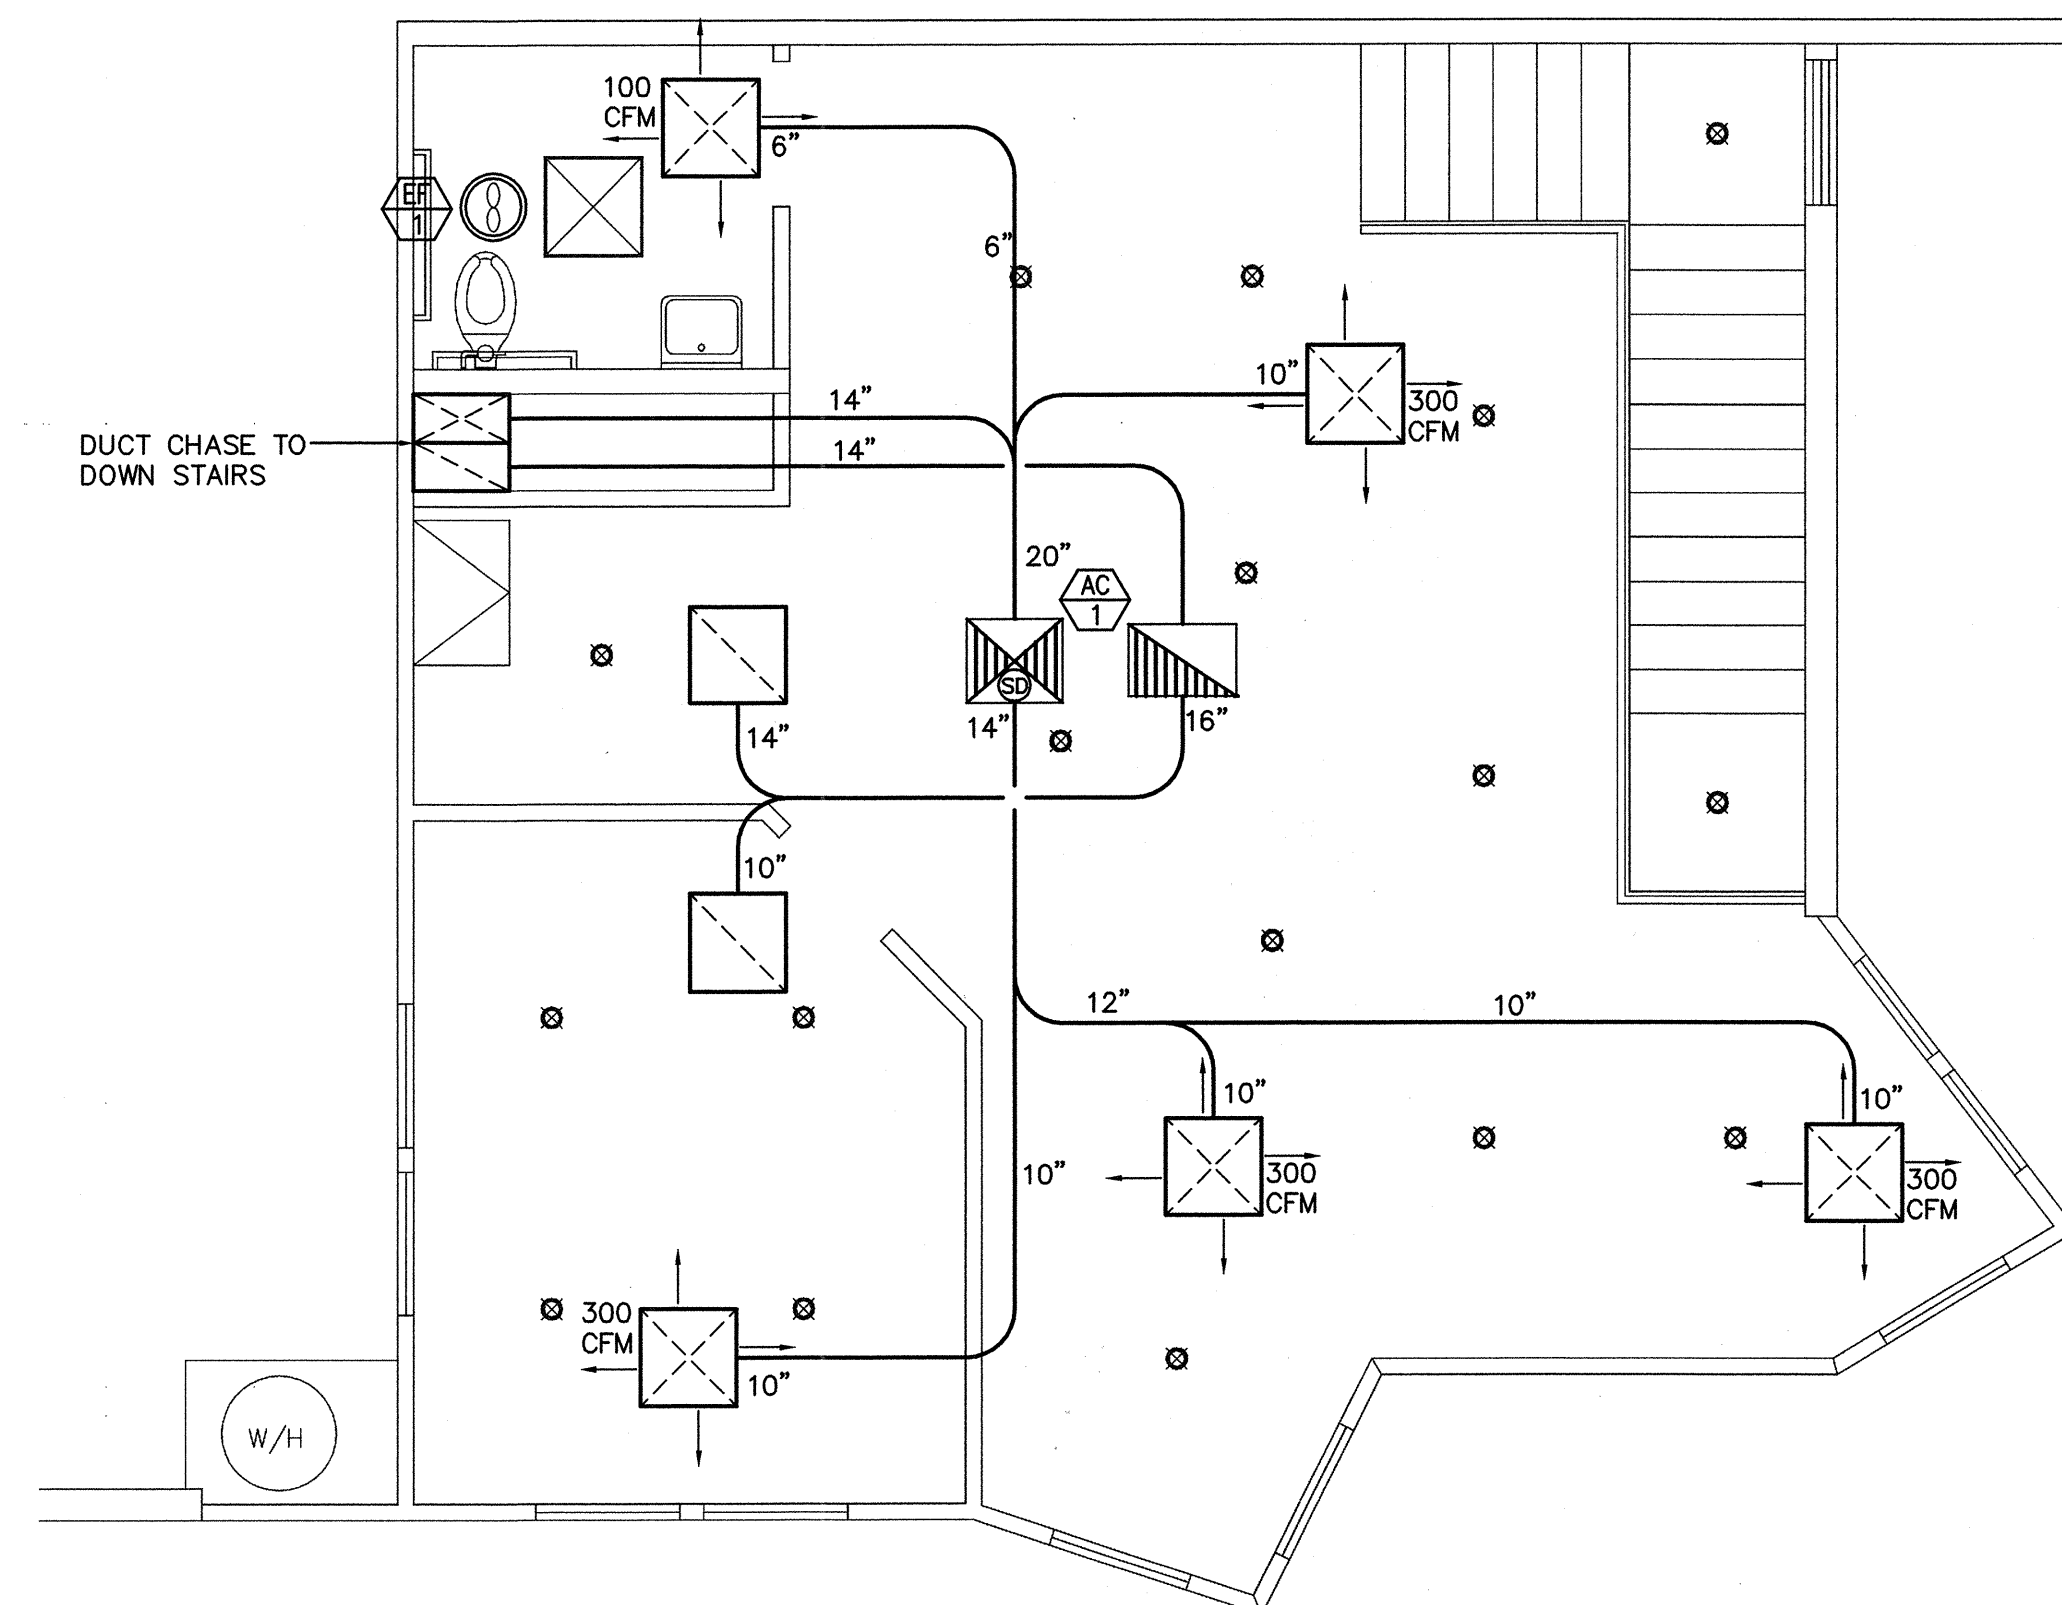 100
CFM
6”
EF
1
6”
10”
300
CFM
14”
14”
DUCT CHASE TO
DOWN STAIRS
20”
AC
1
SD
14”
16”
14”
10”
12”
10”
10”
10”
10”
300
CFM
300
CFM
300
CFM
10”
W/H